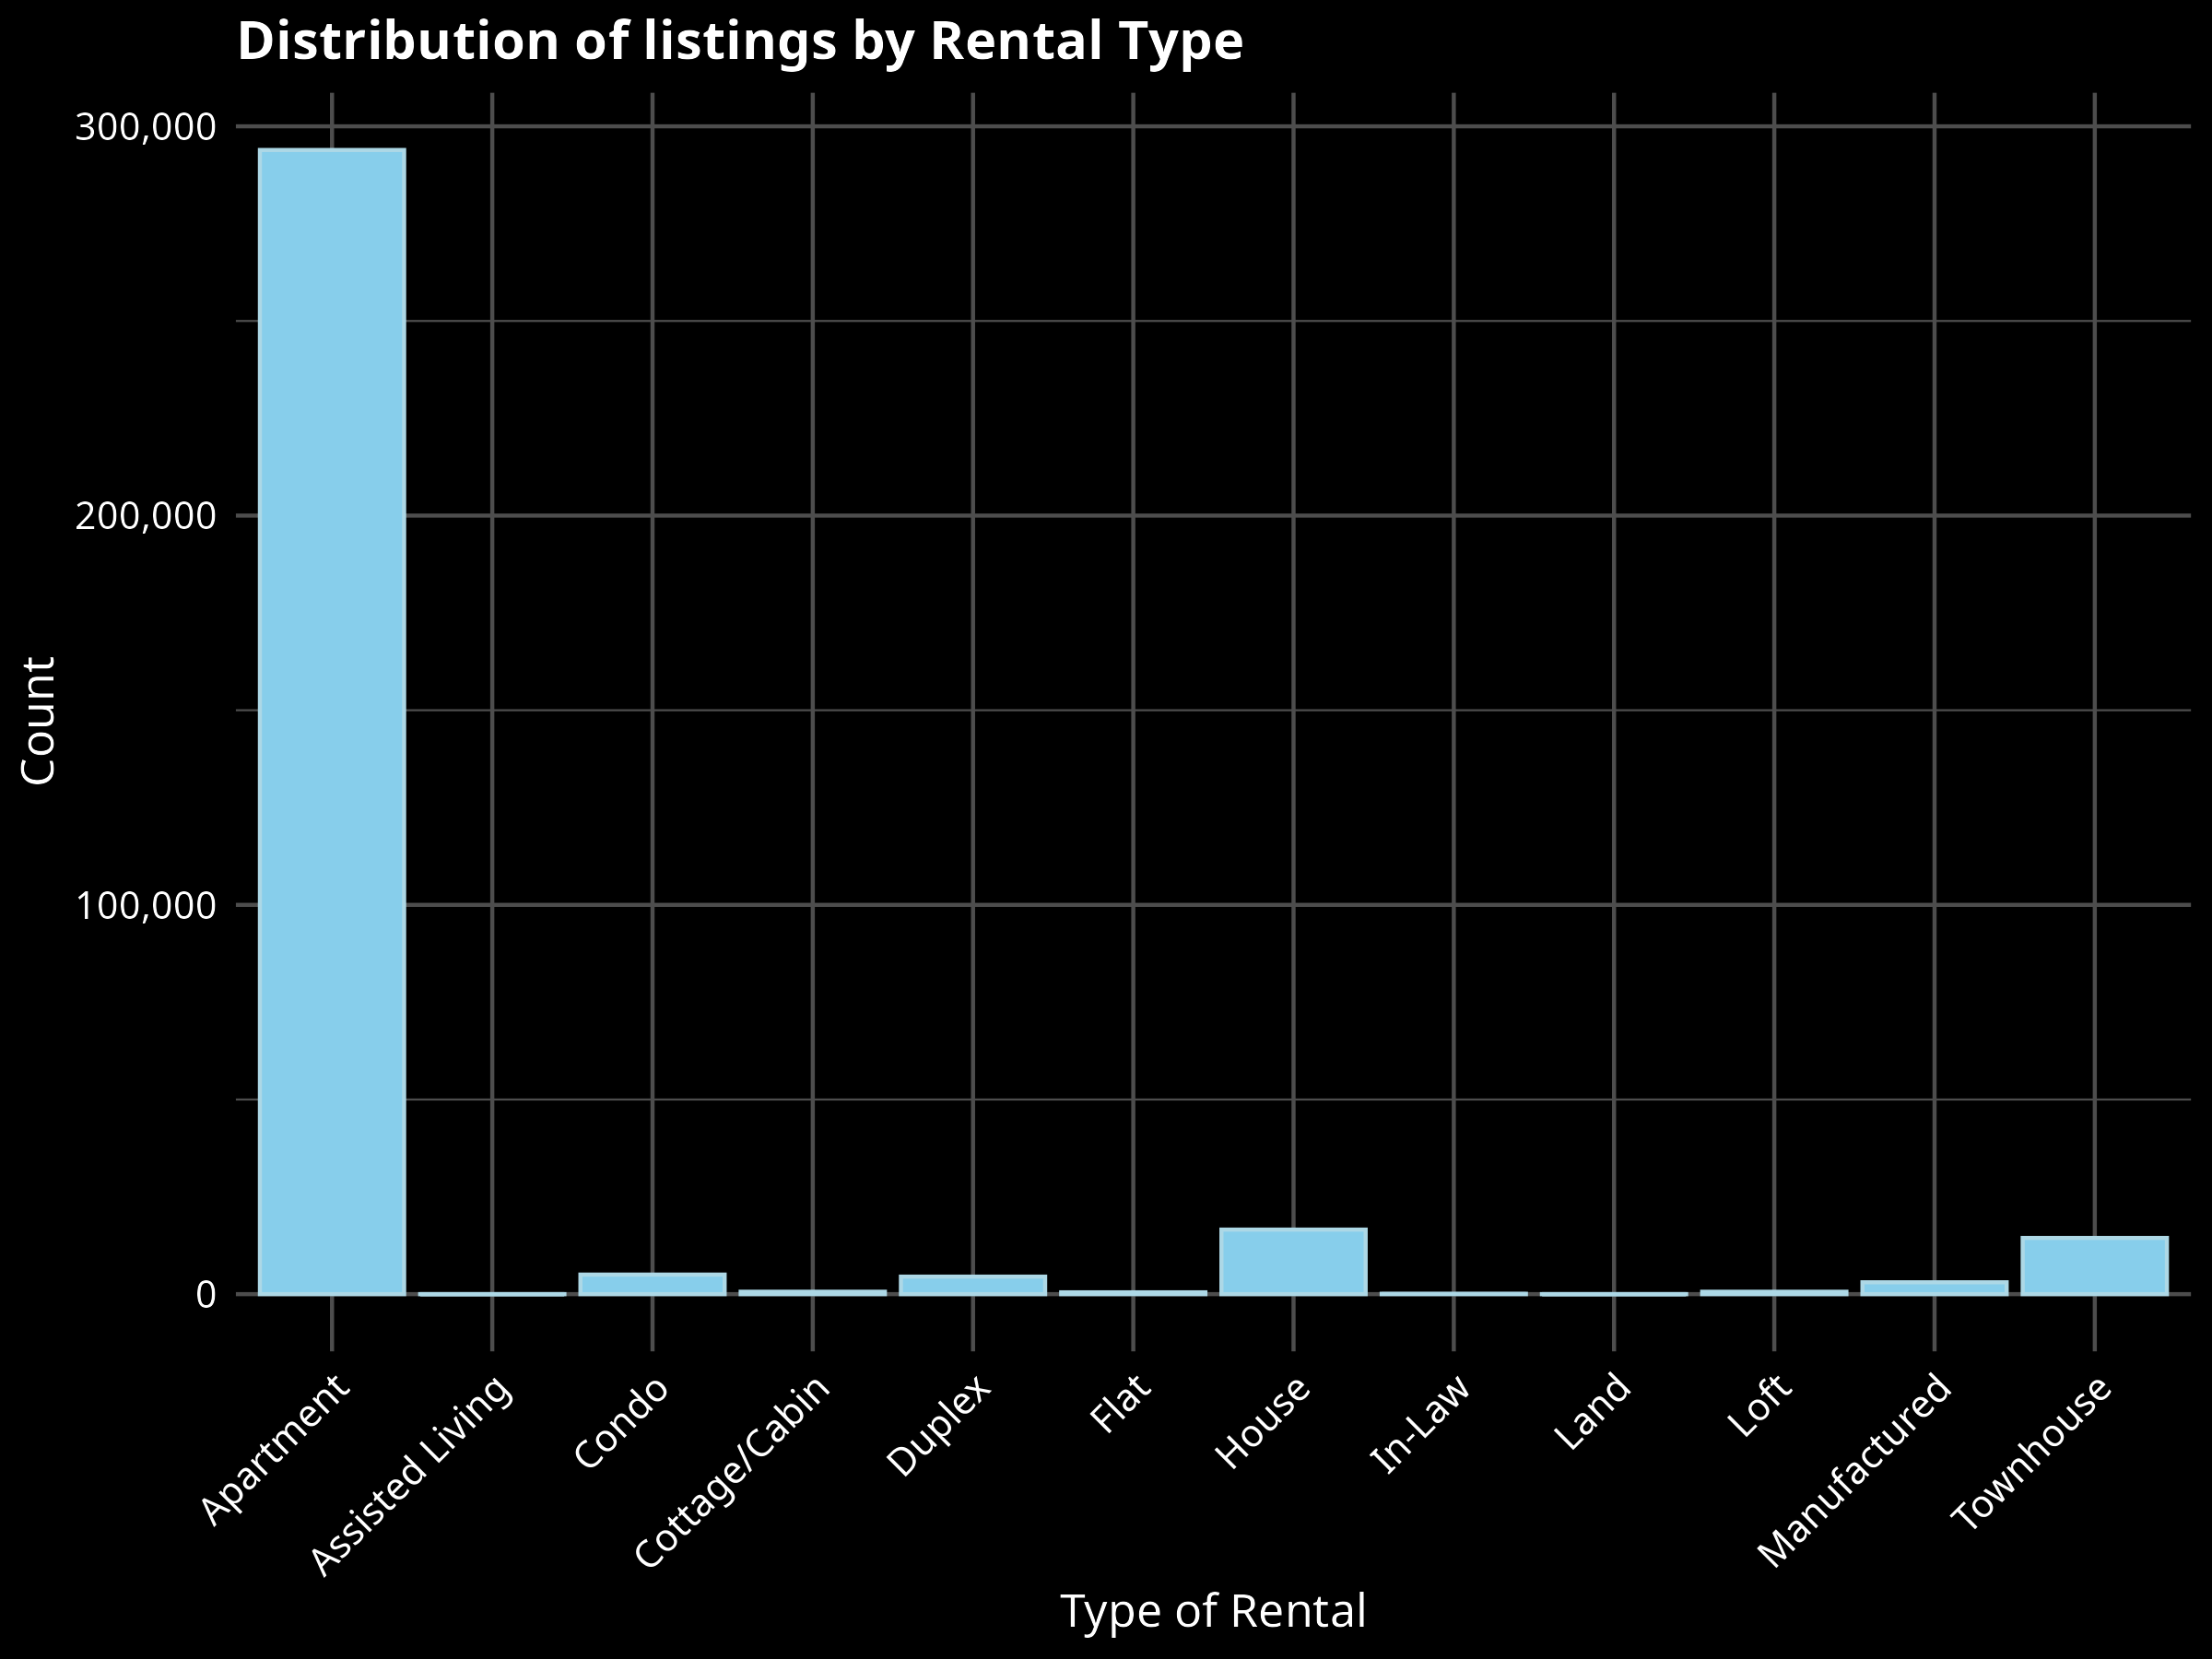 Distribution of listings by Rental Type
300,000
200,000
100,000
0
Count
Apartment
Assisted Living
Condo
Cottage/Cabin
Duplex
Flat
House
In-Law
Land
Loft
Manufactured
Townhouse
Type of Rental